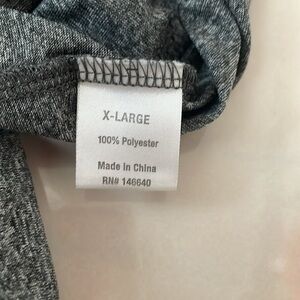 X-LARGE
100% Polyester
Made In China
RN# 146640